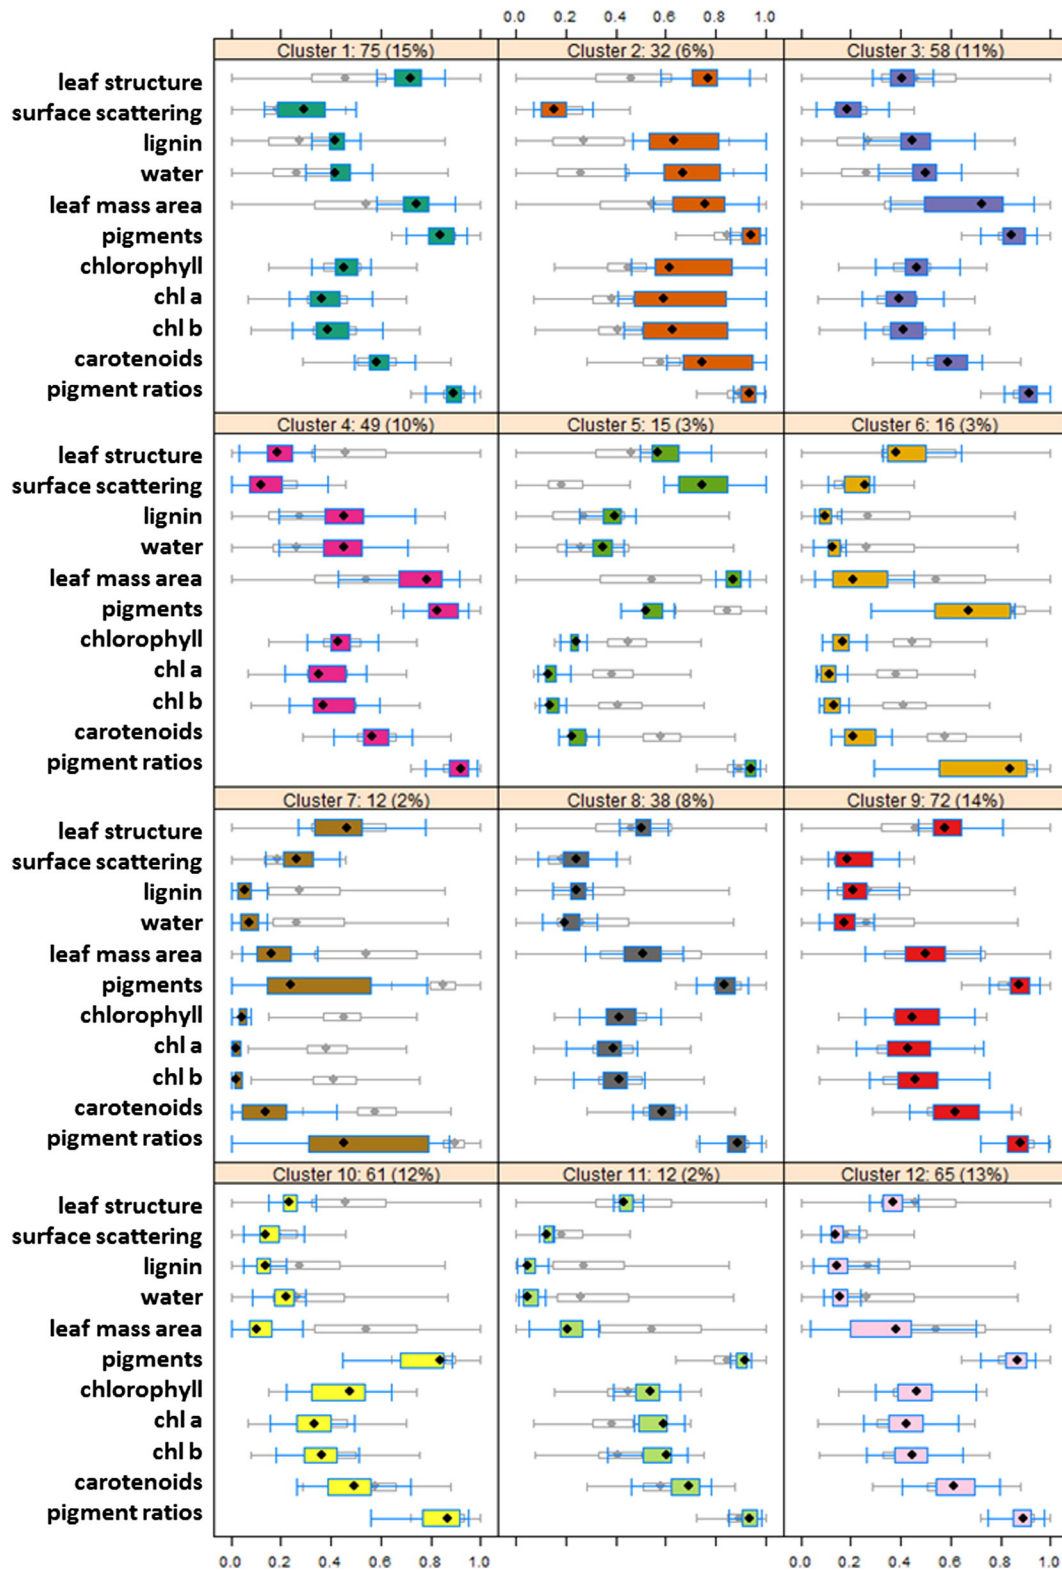 0.0 0.2 0.4 0.6 0.8 1.0
Cluster 1: 75 (15%) Cluster 2: 32 (6%) Cluster 3: 58 (11%)
leaf structure
surface scattering
lignin
water
leaf mass area
pigments
chlorophyll
chl a
chl b
carotenoids
pigment ratios
Cluster 4: 49 (10%) Cluster 5: 15 (3%) Cluster 6: 16 (3%)
leaf structure
surface scattering
lignin
water
leaf mass area
pigments
chlorophyll
chl a
chl b
carotenoids
pigment ratios
Cluster 7: 12 (2%) Cluster 8: 38 (8%) Cluster 9: 72 (14%)
leaf structure
surface scattering
lignin
water
leaf mass area
pigments
chlorophyll
chl a
chl b
carotenoids
pigment ratios
Cluster 10: 61 (12%) Cluster 11: 12 (2%) Cluster 12: 65 (13%)
leaf structure
surface scattering
lignin
water
leaf mass area
pigments
chlorophyll
chl a
chl b
carotenoids
pigment ratios
0.0 0.2 0.4 0.6 0.8 1.0 0.0 0.2 0.4 0.6 0.8 1.0